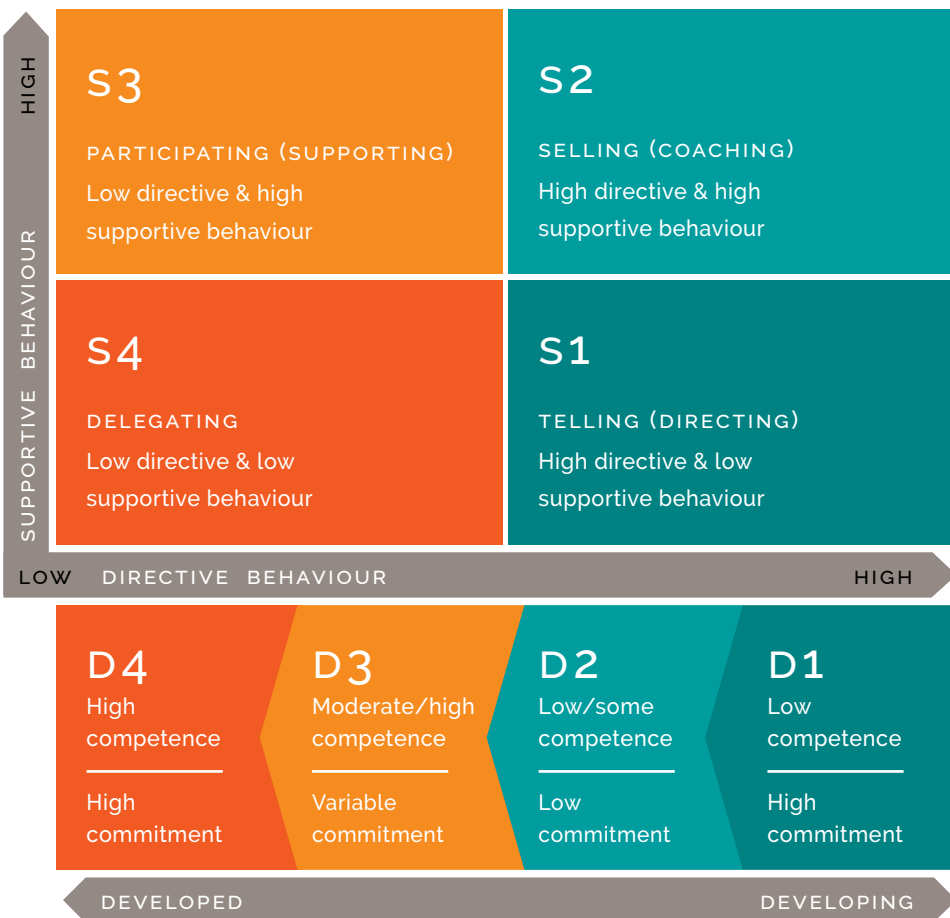 HIGH
SUPPORTIVE BEHAVIOUR
S3
PARTICIPATING (SUPPORTING)
Low directive & high
supportive behaviour
S2
SELLING (COACHING)
High directive & high
supportive behaviour
S4
DELEGATING
Low directive & low
supportive behaviour
S1
TELLING (DIRECTING)
High directive & low
supportive behaviour
LOW DIRECTIVE BEHAVIOUR HIGH
D4
High
competence
High
commitment
D3
Moderate/high
competence
Variable
commitment
D2
Low/some
competence
Low
commitment
D1
Low
competence
High
commitment
DEVELOPED DEVELOPING